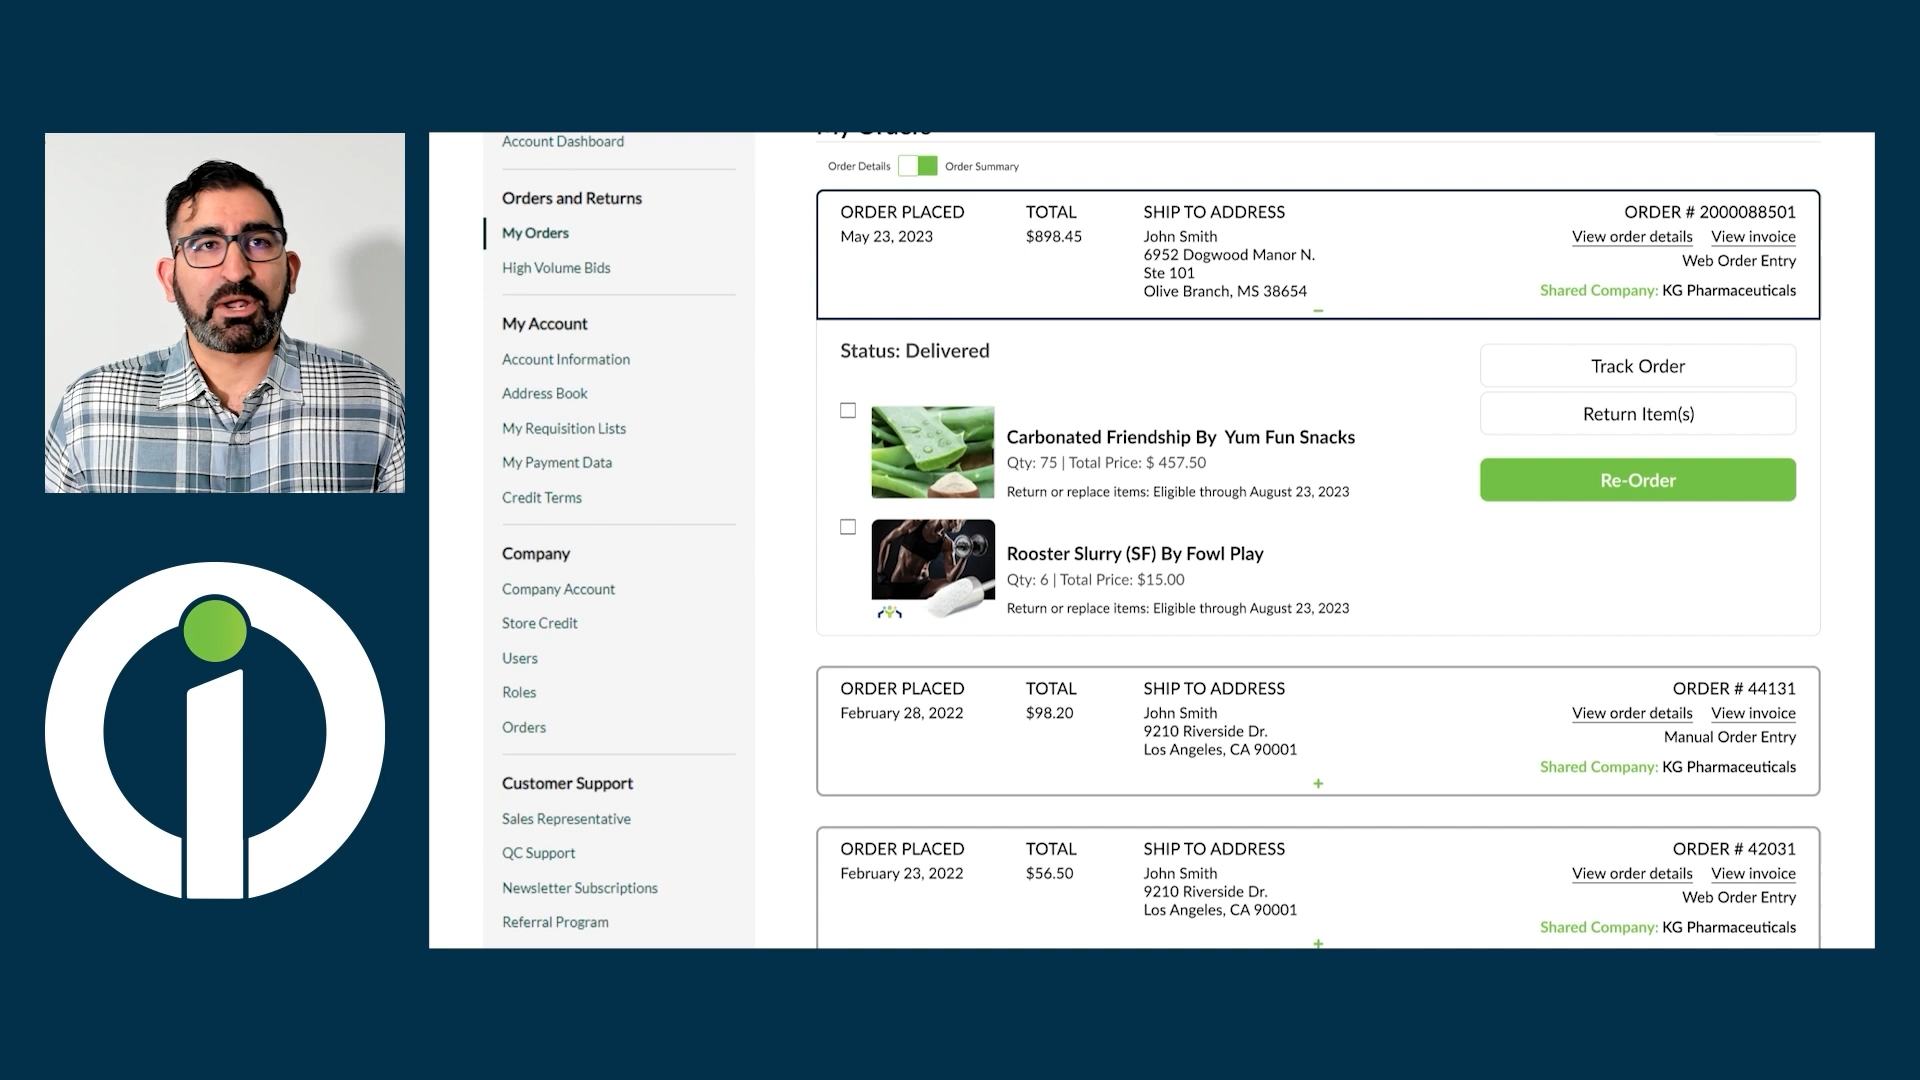 Account Dashboard
Orders and Returns
My Orders
High Volume Bids
My Account
Account Information
Address Book
My Requisition Lists
My Payment Data
Credit Terms
Company
Company Account
Store Credit
Users
Roles
Orders
Customer Support
Sales Representative
QC Support
Newsletter Subscriptions
Referral Program
My Orders
Order Details Order Summary
ORDER PLACED TOTAL SHIP TO ADDRESS ORDER # 2000088501
May 23, 2023 $898.45 John Smith View order details View invoice
6952 Dogwood Manor N.
Web Order Entry
Ste 101
Olive Branch, MS 38654 Shared Company: KG Pharmaceuticals
Status: Delivered
Track Order
Return Item(s)
Re-Order
Carbonated Friendship By Yum Fun Snacks
Qty: 75 | Total Price: $ 457.50
Return or replace items: Eligible through August 23, 2023
Rooster Slurry (SF) By Fowl Play
Qty: 6 | Total Price: $15.00
Return or replace items: Eligible through August 23, 2023
ORDER PLACED TOTAL SHIP TO ADDRESS ORDER # 44131
February 28, 2022 $98.20 John Smith View order details View invoice
9210 Riverside Dr. Manual Order Entry
Los Angeles, CA 90001
Shared Company: KG Pharmaceuticals
ORDER PLACED TOTAL SHIP TO ADDRESS ORDER # 42031
February 23, 2022 $56.50 John Smith View order details View invoice
9210 Riverside Dr. Web Order Entry
Los Angeles, CA 90001
Shared Company: KG Pharmaceuticals